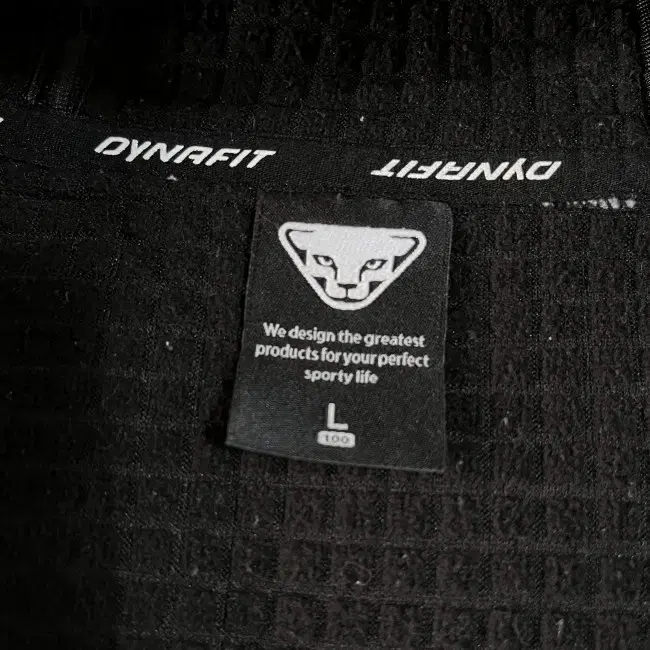 DYNAFIT
DYNAFIT
We design the greatest
products for your perfect
sporty life
L
100